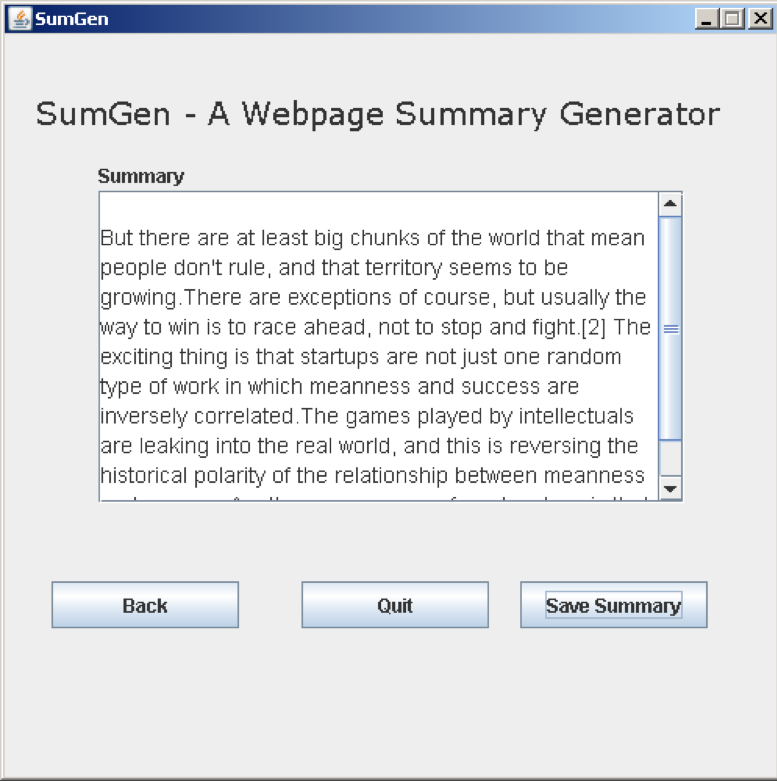 SumGen
SumGen - A Webpage Summary Generator
Summary
But there are at least big chunks of the world that mean
people don't rule, and that territory seems to be
growing.There are exceptions of course, but usually the
way to win is to race ahead, not to stop and fight.[2] The
exciting thing is that startups are not just one random
type of work in which meanness and success are
inversely correlated.The games played by intellectuals
are leaking into the real world, and this is reversing the
historical polarity of the relationship between meanness
Back
Quit
Save Summary